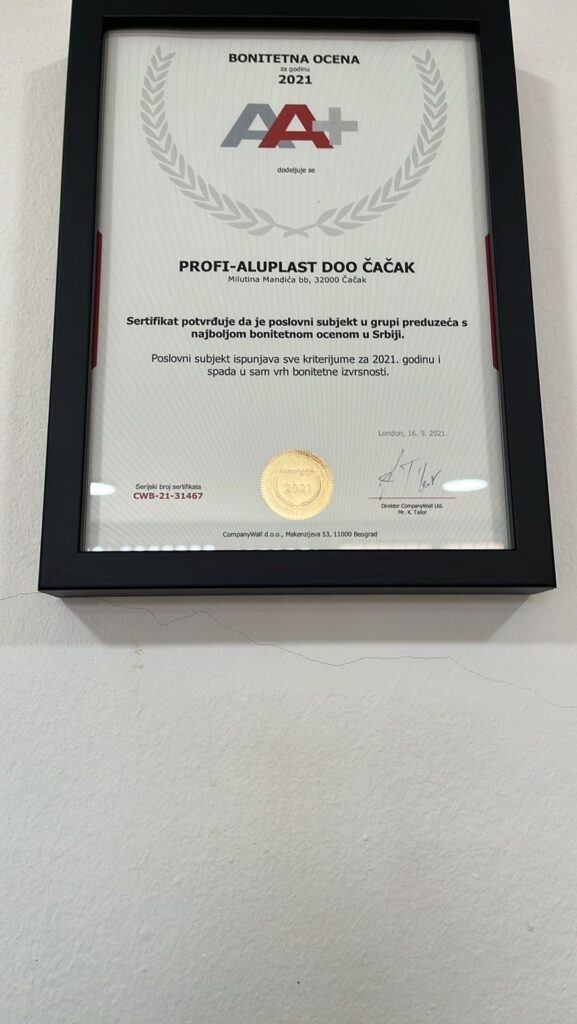 BONITETNA OCENA
za godinu
2021
AA+
dodeljuje se
PROFI-ALUPLAST DOO ČAČAK
Milutina Mandića bb, 32000 Čačak
Sertifikat potvrđuje da je poslovni subjekt u grupi preduzeća s
najboljom bonitetnom ocenom u Srbiji.
Poslovni subjekt ispunjava sve kriterijume za 2021. godinu i
spada u sam vrh bonitetne izvrsnosti.
London, 16. 9. 2021.
Serijski broj sertifikata
CWB-21-31467
2021
Direktor CompanyWall Ltd.
Mr. K. Tailor
CompanyWall d.o.o., Makenzijeva 53, 11000 Beograd